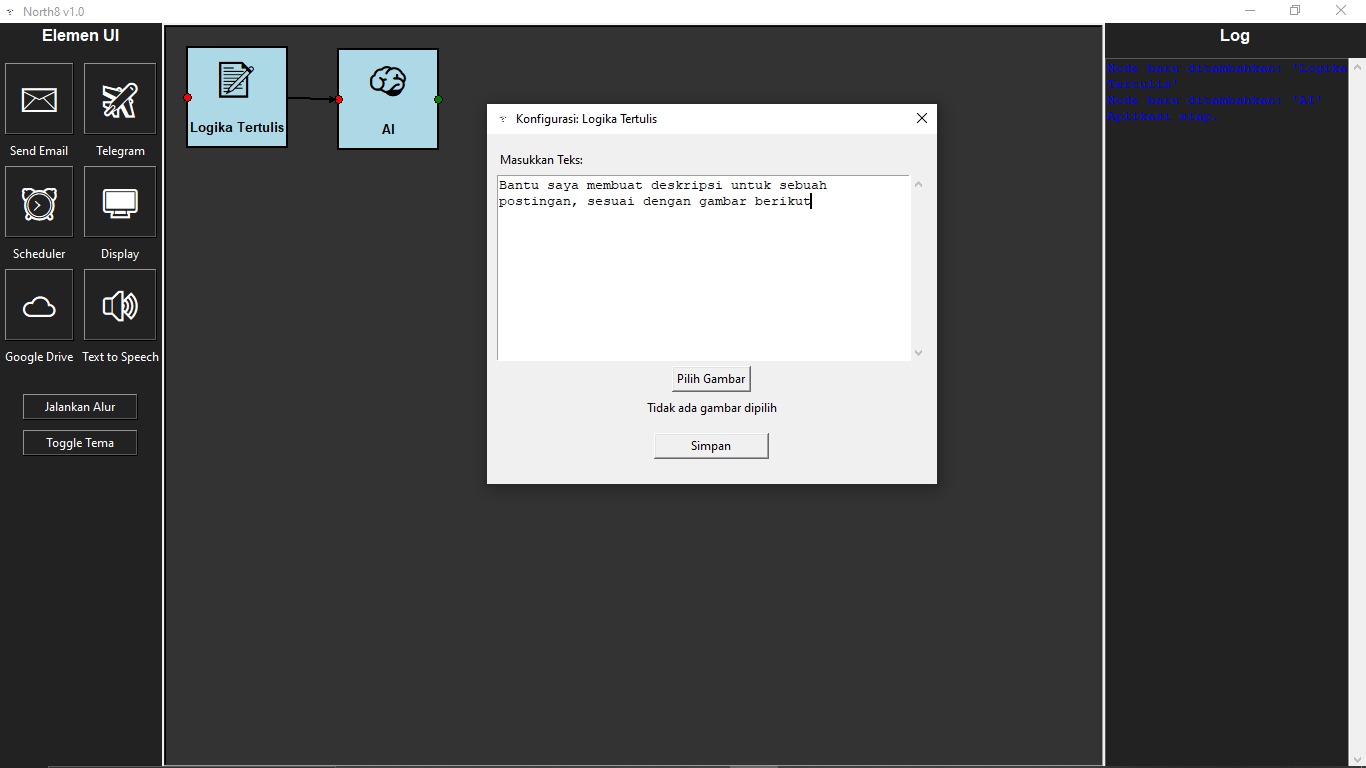 North8 v1.0
Elemen UI
Send Email
Telegram
Scheduler
Display
Google Drive
Text to Speech
Jalankan Alur
Toggle Tema
Logika Tertulis
AI
Konfigurasi: Logika Tertulis
Masukkan Teks:
Bantu saya membuat deskripsi untuk sebuah
postingan, sesuai dengan gambar berikut
Pilih Gambar
Tidak ada gambar dipilih
Simpan
Log
Node baru ditambahkan: 'Logika
Tertulis'
Node baru ditambahkan: 'AI'
Aplikasi siap.